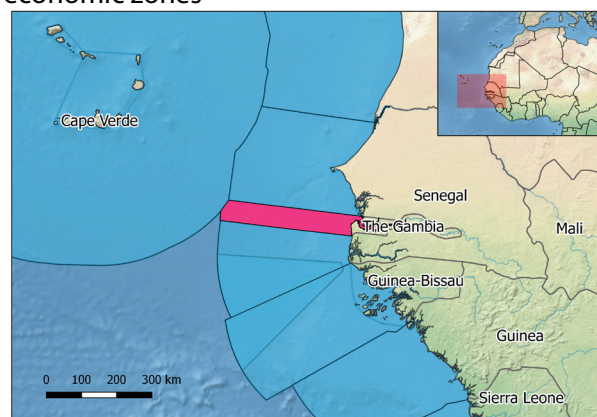 economic zones
Cape Verde
Senegal
The Gambia
Mali
Guinea-Bissau
Guinea
0 100 200 300 km
Sierra Leone